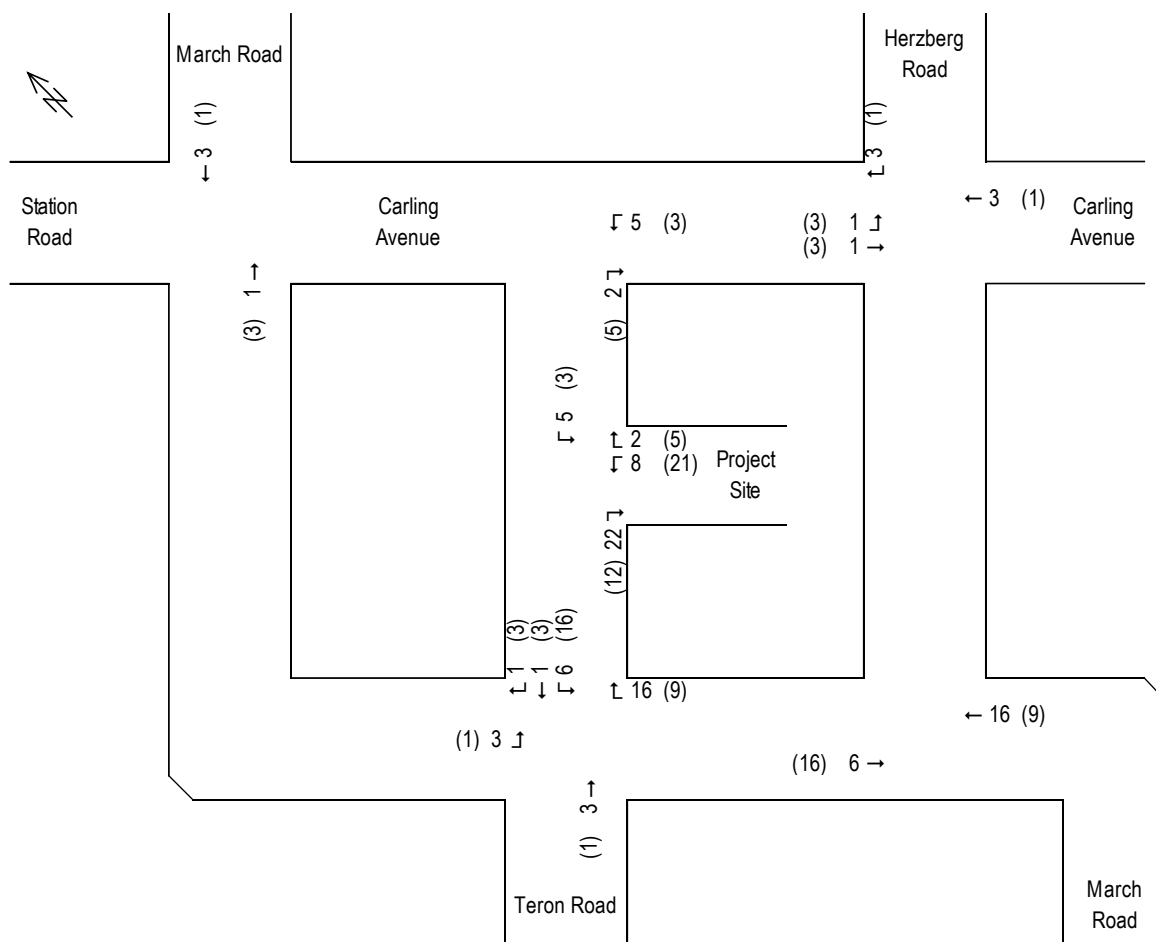 March Road
Herzberg
Road
3 (1)
3 (1)
Station
Road
Carling
Avenue
← 3 (1)
Carling
Avenue
5 (3)
(3) 1
(3) 1 →
(3) 1
(5) 2
5 (3)
2 (5)
8 (21)
Project
Site
(12) 22
1 (3)
1 (3)
6 (16)
16 (9)
← 16 (9)
(1) 3
(16) 6 →
(1) 3
Teron Road
March
Road